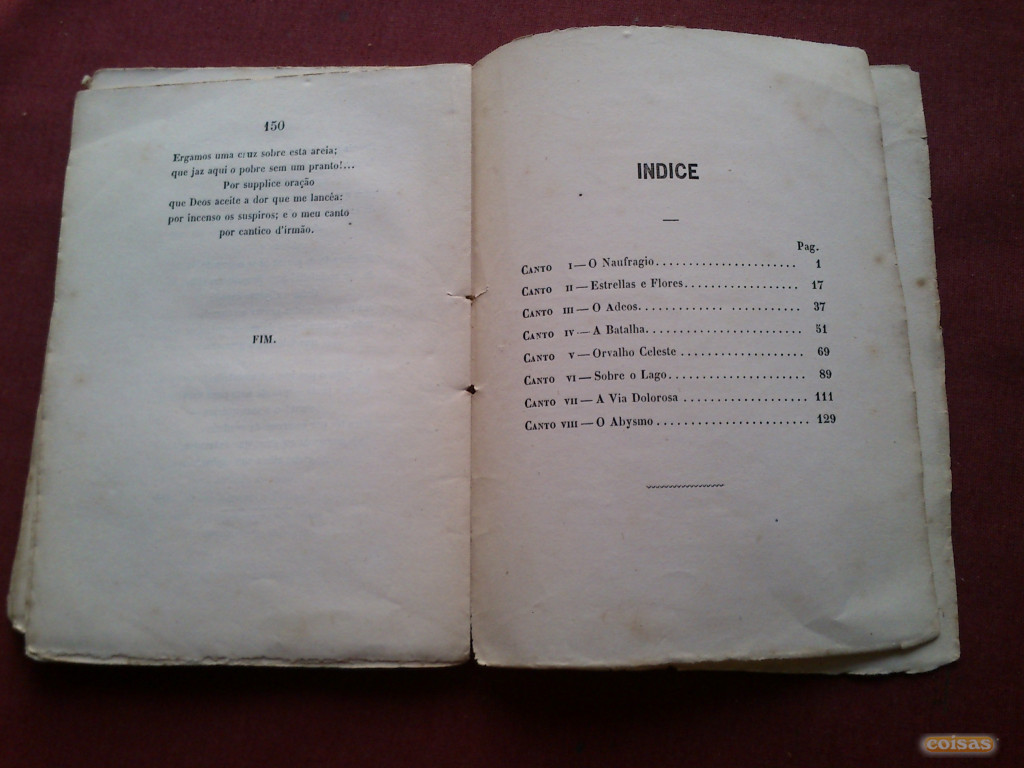 150
Ergamos uma cruz sobre esta areia;
que jaz aqui o pobre sem um pranto!...
Por supplice oração
que Deos aceite a dor que me lancêa:
por incenso os suspiros; e o meu canto
por cantico d'irmão.
FIM.
INDICE
Pag.
CANTO I—O Naufragio..................... 1
CANTO II—Estrellas e Flores................. 17
CANTO III—O Adeos....................... 37
CANTO IV—A Batalha....................... 51
CANTO V—Orvalho Celeste................... 69
CANTO VI—Sobre o Lago..................... 89
CANTO VII—A Via Dolorosa................... 111
CANTO VIII—O Abysmo....................... 129
coisas